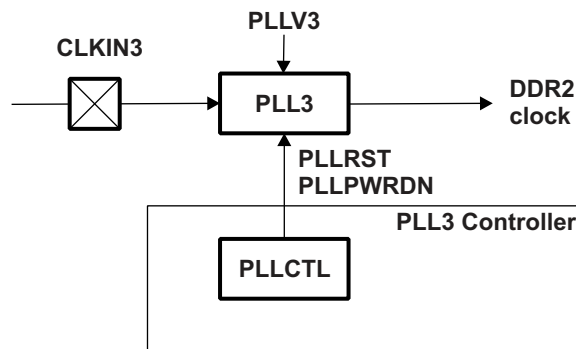 PLLV3
CLKIN3
PLL3
DDR2
clock
PLLRST
PLLPWRDN
PLL3 Controller
PLLCTL